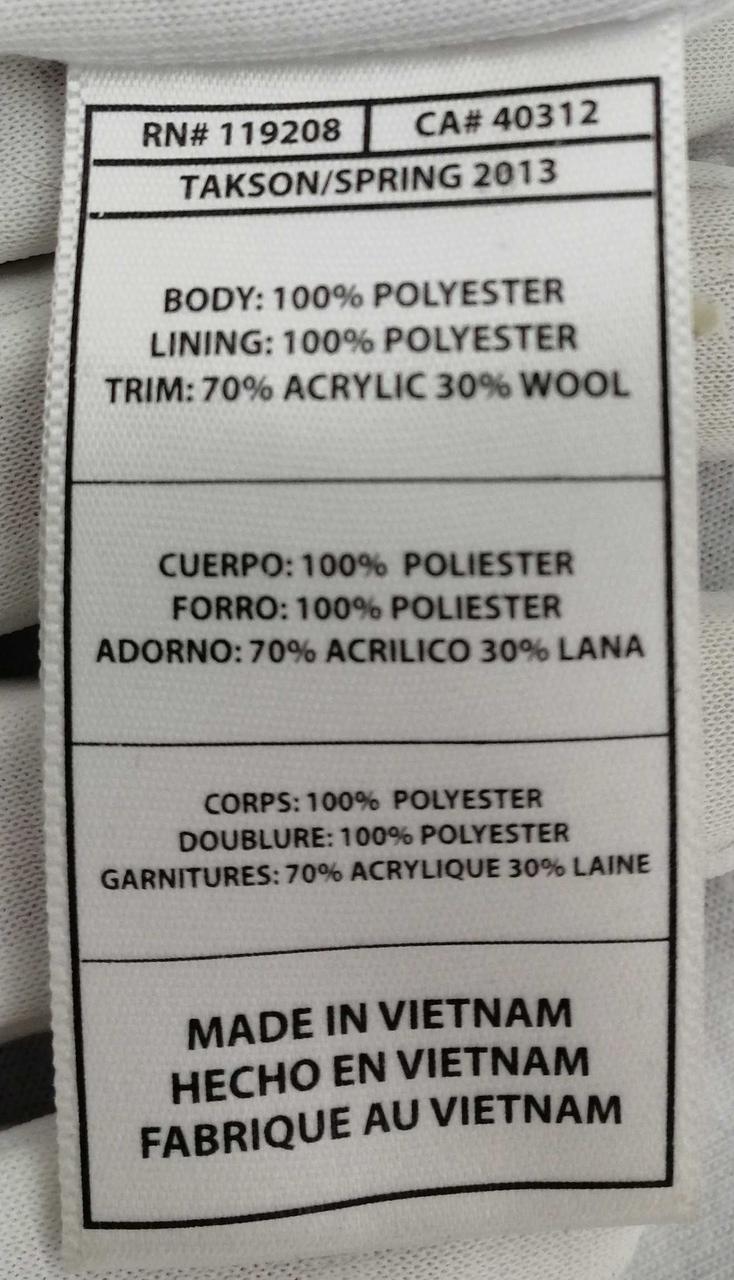 RN# 119208 CA# 40312
TAKSON/SPRING 2013
BODY: 100% POLYESTER
LINING: 100% POLYESTER
TRIM: 70% ACRYLIC 30% WOOL
CUERPO: 100% POLIESTER
FORRO: 100% POLIESTER
ADORNO: 70% ACRILICO 30% LANA
CORPS: 100% POLYESTER
DOUBLURE: 100% POLYESTER
GARNITURES: 70% ACRYLIQUE 30% LAINE
MADE IN VIETNAM
HECHO EN VIETNAM
FABRIQUE AU VIETNAM